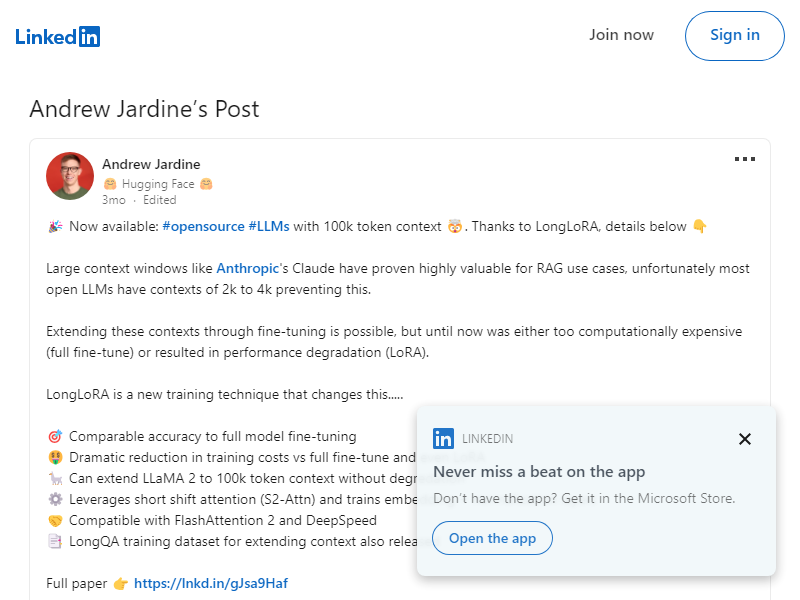 LinkedIn
Join now
Sign in
Andrew Jardine's Post
Andrew Jardine
🤗 Hugging Face 🤗
3mo · Edited
🎉 Now available: #opensource #LLMs with 100k token context 🤯. Thanks to LongLoRA, details below 👇
Large context windows like Anthropic's Claude have proven highly valuable for RAG use cases, unfortunately most
open LLMs have contexts of 2k to 4k preventing this.
Extending these contexts through fine-tuning is possible, but until now was either too computationally expensive
(full fine-tune) or resulted in performance degradation (LoRA).
LongLoRA is a new training technique that changes this.....
🎯 Comparable accuracy to full model fine-tuning
🤑 Dramatic reduction in training costs vs full fine-tune and
🦙 Can extend LLaMA 2 to 100k token context without
⚙️ Leverages short shift attention (S2-Attn) and trains
🤝 Compatible with FlashAttention 2 and DeepSpeed
📑 LongQA training dataset for extending context also
Full paper 👉 https://lnkd.in/gJsa9Haf
in LINKEDIN
Never miss a beat on the app
Don't have the app? Get it in the Microsoft Store.
Open the app